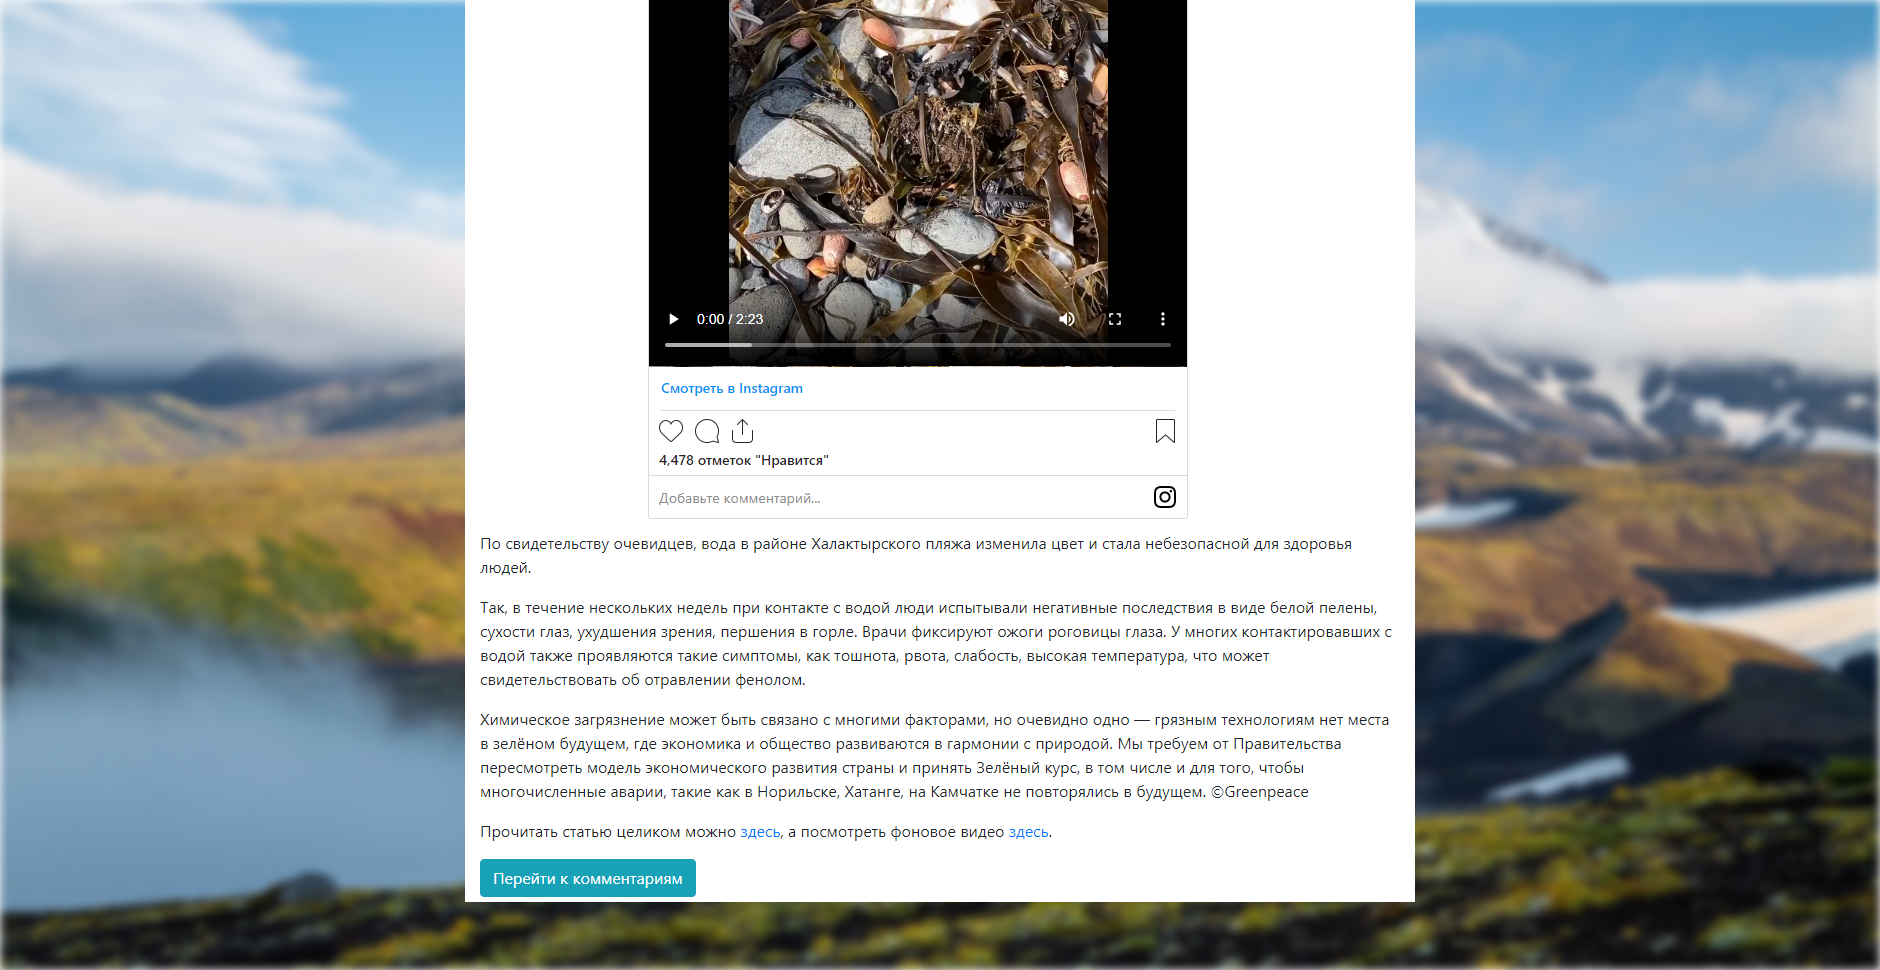 0:00 / 2:23
Смотреть в Instagram
4,478 отметок "Нравится"
Добавьте комментарий...
По свидетельству очевидцев, вода в районе Халактырского пляжа изменила цвет и стала небезопасной для здоровья
людей.
Так, в течение нескольких недель при контакте с водой люди испытывали негативные последствия в виде белой пелены,
сухости глаз, ухудшения зрения, першения в горле. Врачи фиксируют ожоги роговицы глаза. У многих контактировавших с
водой также проявляются такие симптомы, как тошнота, рвота, слабость, высокая температура, что может
свидетельствовать об отравлении фенолом.
Химическое загрязнение может быть связано с многими факторами, но очевидно одно — грязным технологиям нет места
в зелёном будущем, где экономика и общество развиваются в гармонии с природой. Мы требуем от Правительства
пересмотреть модель экономического развития страны и принять Зелёный курс, в том числе и для того, чтобы
многочисленные аварии, такие как в Норильске, Хатанге, на Камчатке не повторялись в будущем. ©Greenpeace
Прочитать статью целиком можно здесь, а посмотреть фоновое видео здесь.
Перейти к комментариям